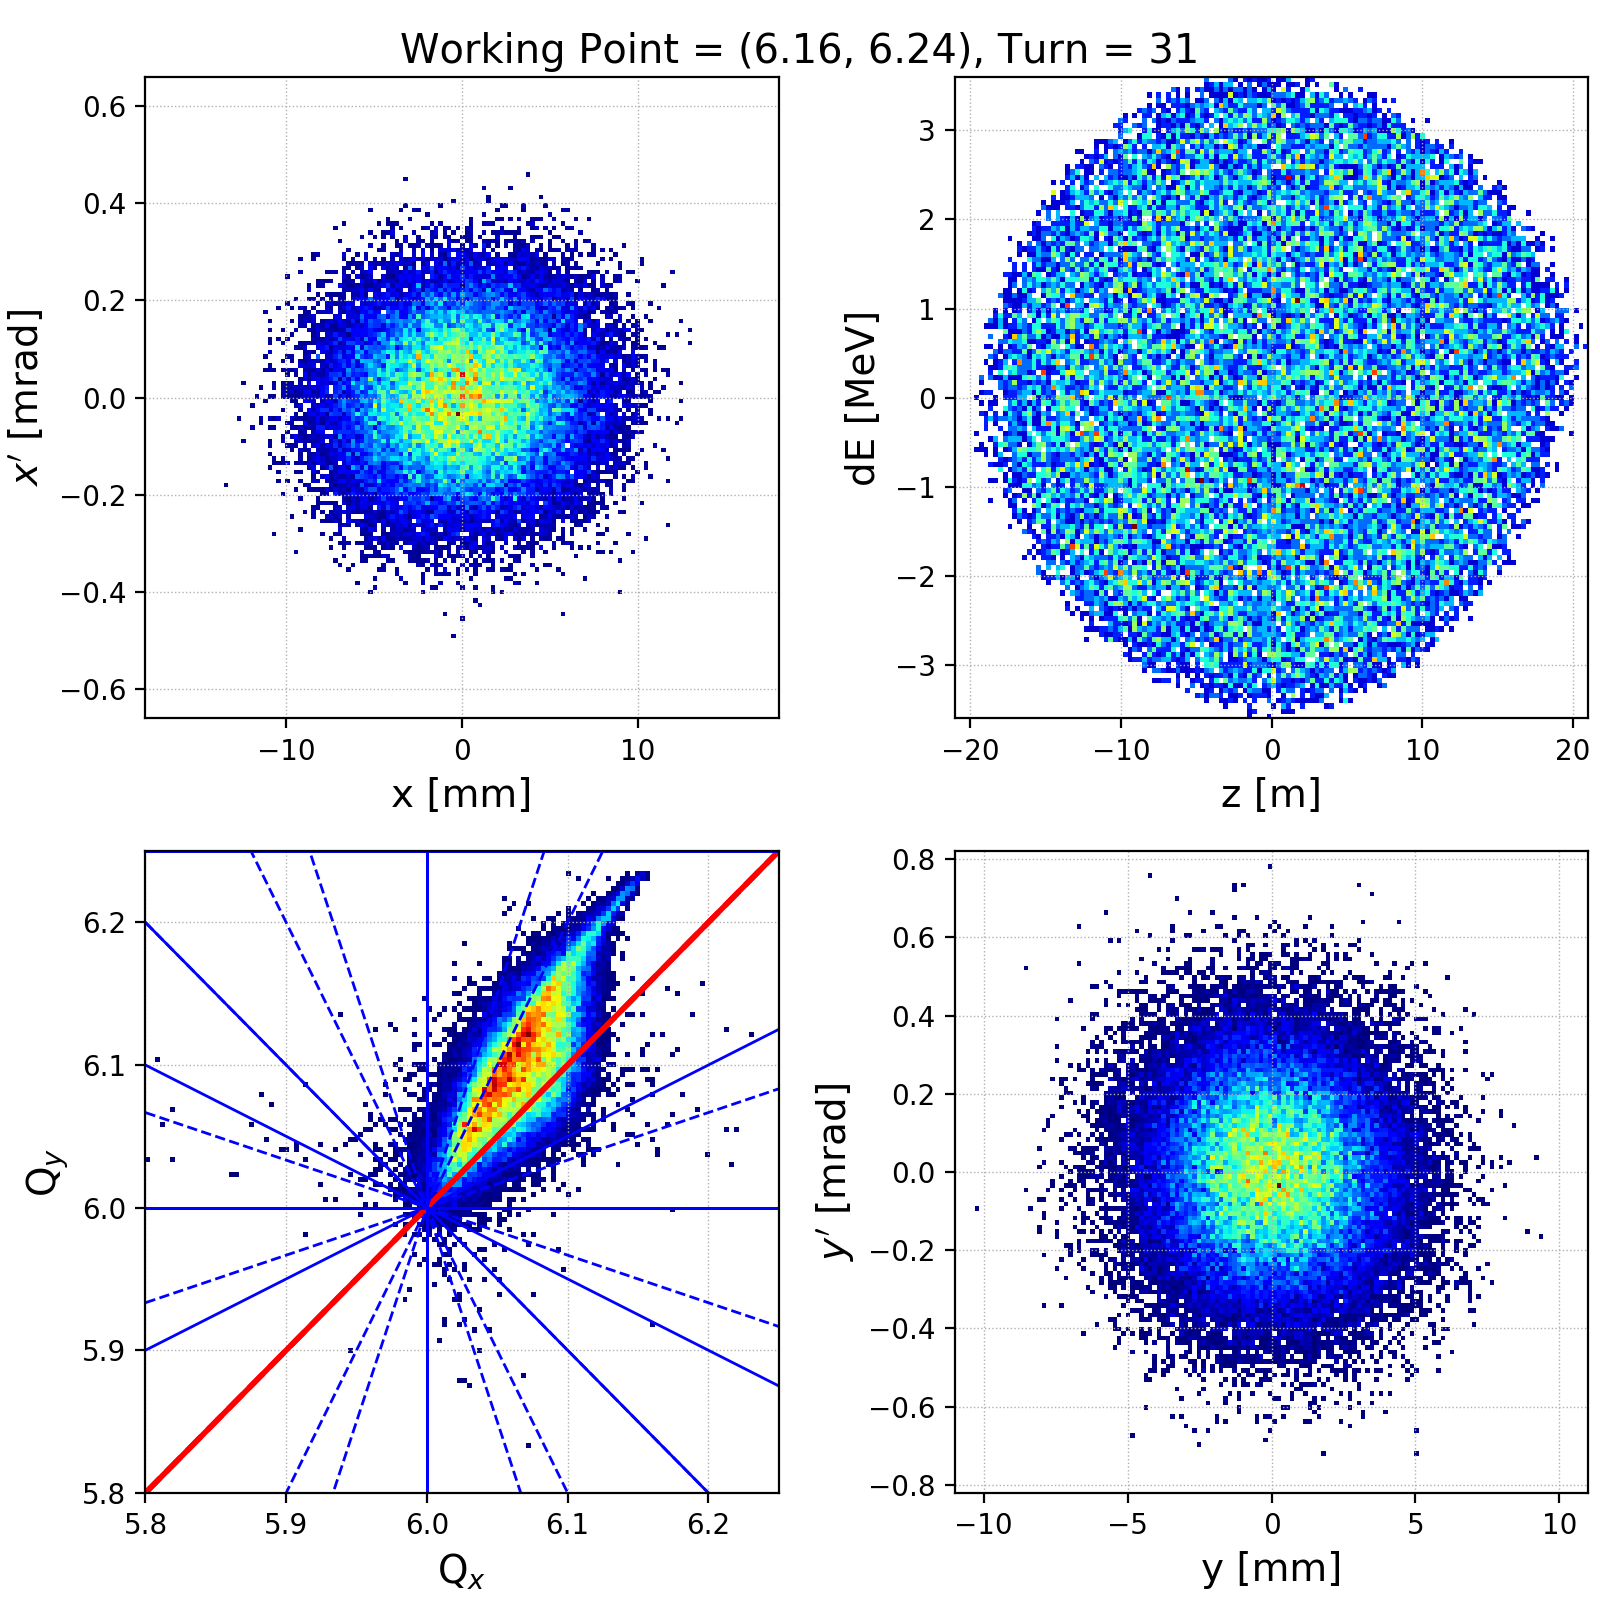 Working Point = (6.16, 6.24), Turn = 31
0.6
0.4
0.2
0.0
−0.2
−0.4
−0.6
x′ [mrad]
−10 0 10
x [mm]
3
2
1
0
−1
−2
−3
dE [MeV]
−20 −10 0 10 20
z [m]
6.2
6.1
6.0
5.9
5.8
Qy
5.8 5.9 6.0 6.1 6.2
Qx
0.8
0.6
0.4
0.2
0.0
−0.2
−0.4
−0.6
−0.8
y′ [mrad]
−10 −5 0 5 10
y [mm]